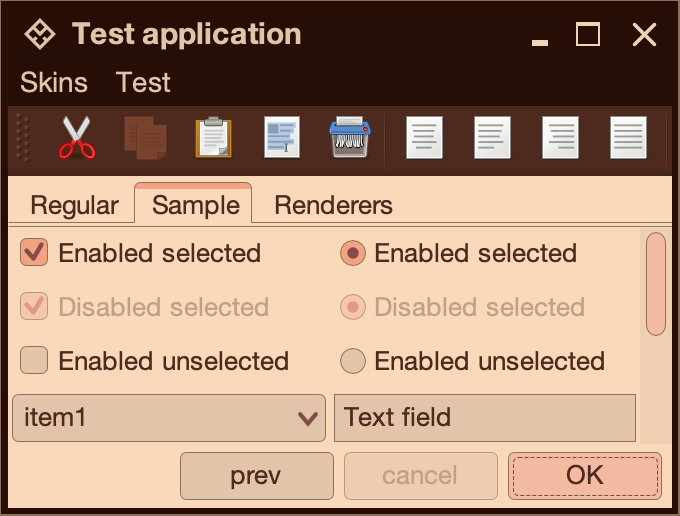 Test application
Skins Test
Regular Sample Renderers
Enabled selected Enabled selected
Disabled selected Disabled selected
Enabled unselected Enabled unselected
item1 Text field
prev cancel OK